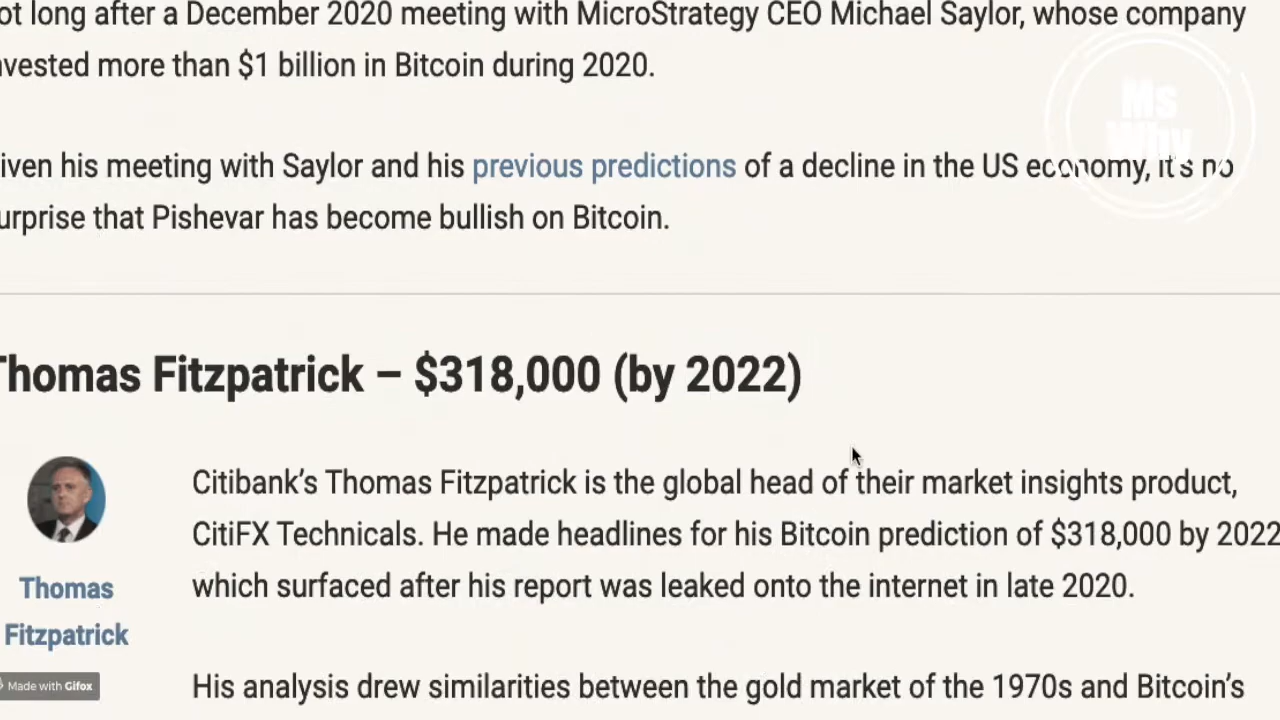 ot long after a December 2020 meeting with MicroStrategy CEO Michael Saylor, whose company
nvested more than $1 billion in Bitcoin during 2020.
Ms
Why
iven his meeting with Saylor and his previous predictions of a decline in the US economy, it's no
urprise that Pishevar has become bullish on Bitcoin.
Thomas Fitzpatrick – $318,000 (by 2022)
Citibank's Thomas Fitzpatrick is the global head of their market insights product,
CitiFX Technicals. He made headlines for his Bitcoin prediction of $318,000 by 2022
which surfaced after his report was leaked onto the internet in late 2020.
Thomas
Fitzpatrick
Made with Gifox
His analysis drew similarities between the gold market of the 1970s and Bitcoin's